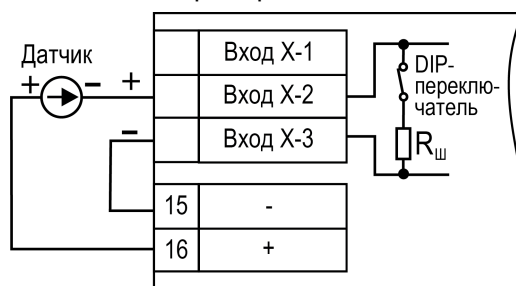 Датчик
+ − +
Вход X-1
Вход X-2
Вход X-3
−
DIP-
переклю-
чатель
Rш
15 -
16 +